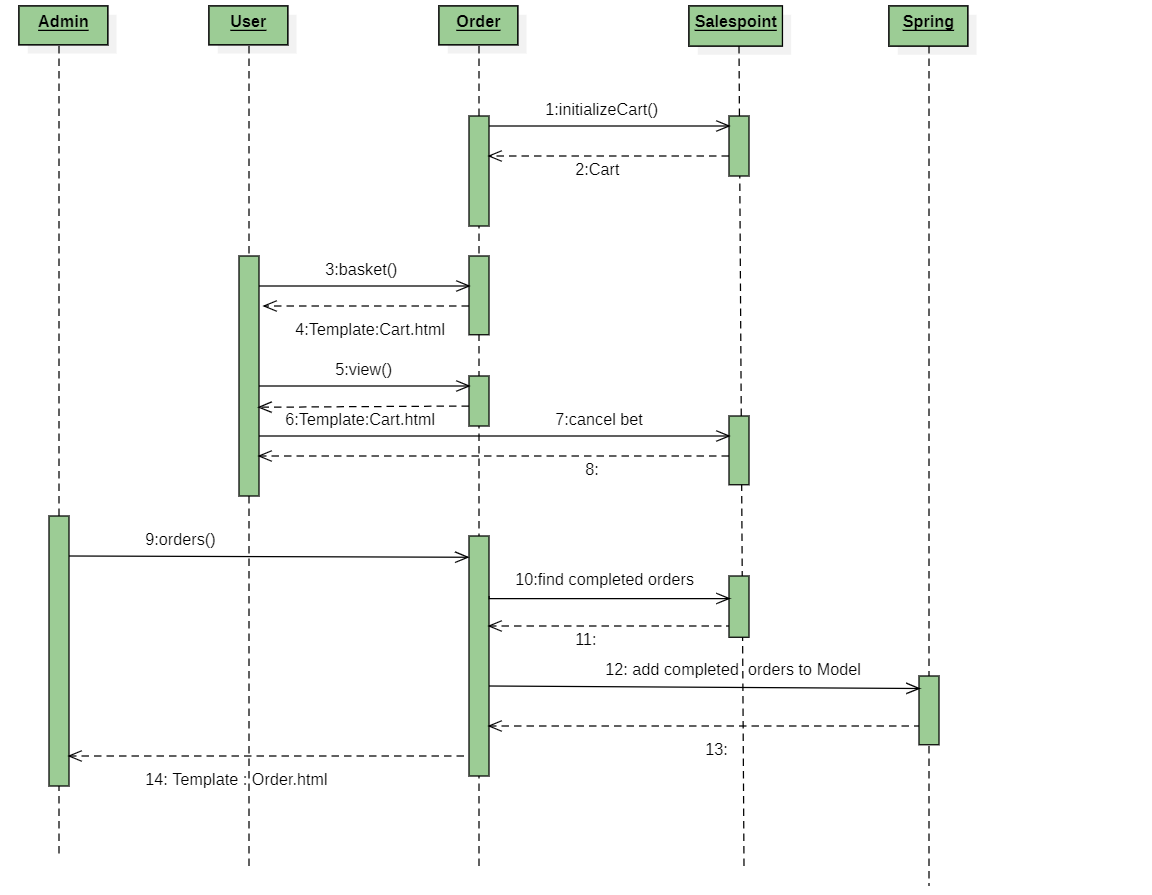 Admin
User
Order
Salespoint
Spring
1:initializeCart()
2:Cart
3:basket()
4:Template:Cart.html
5:view()
6:Template:Cart.html
7:cancel bet
8:
9:orders()
10:find completed orders
11:
12: add completed orders to Model
13:
14: Template : Order.html